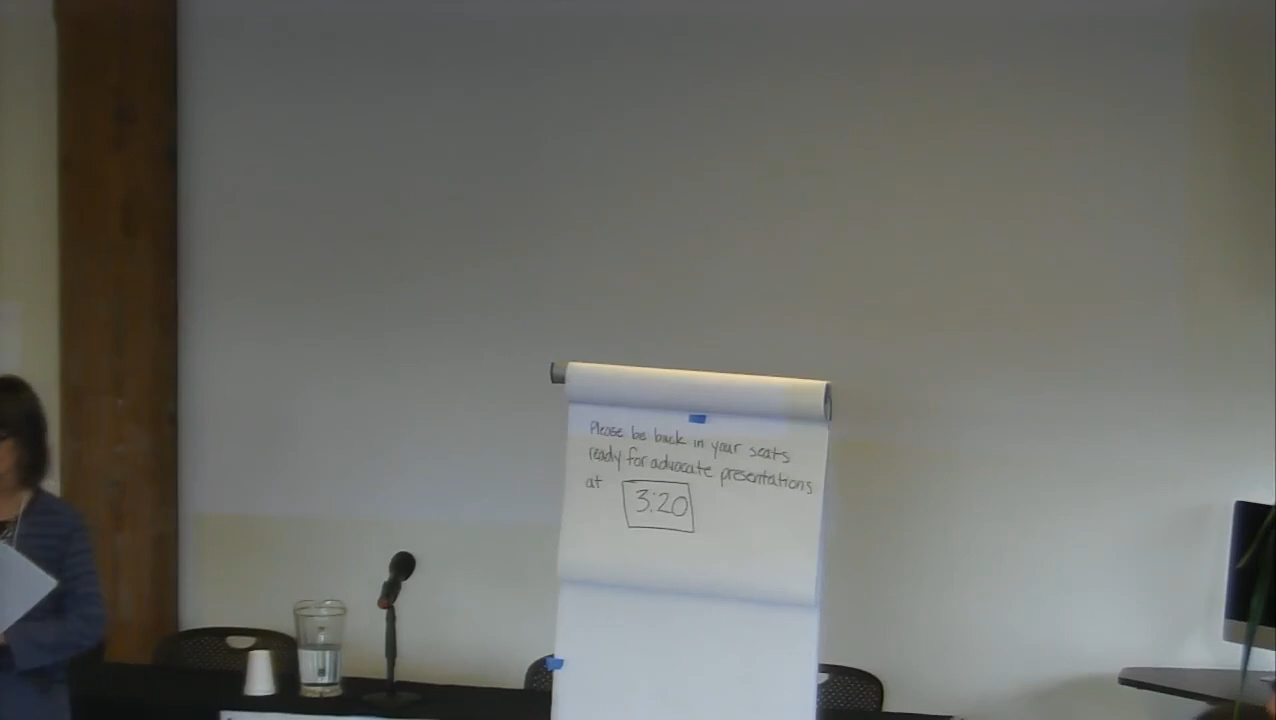 Please be back in your seats
ready for advocate presentations
at 3:20